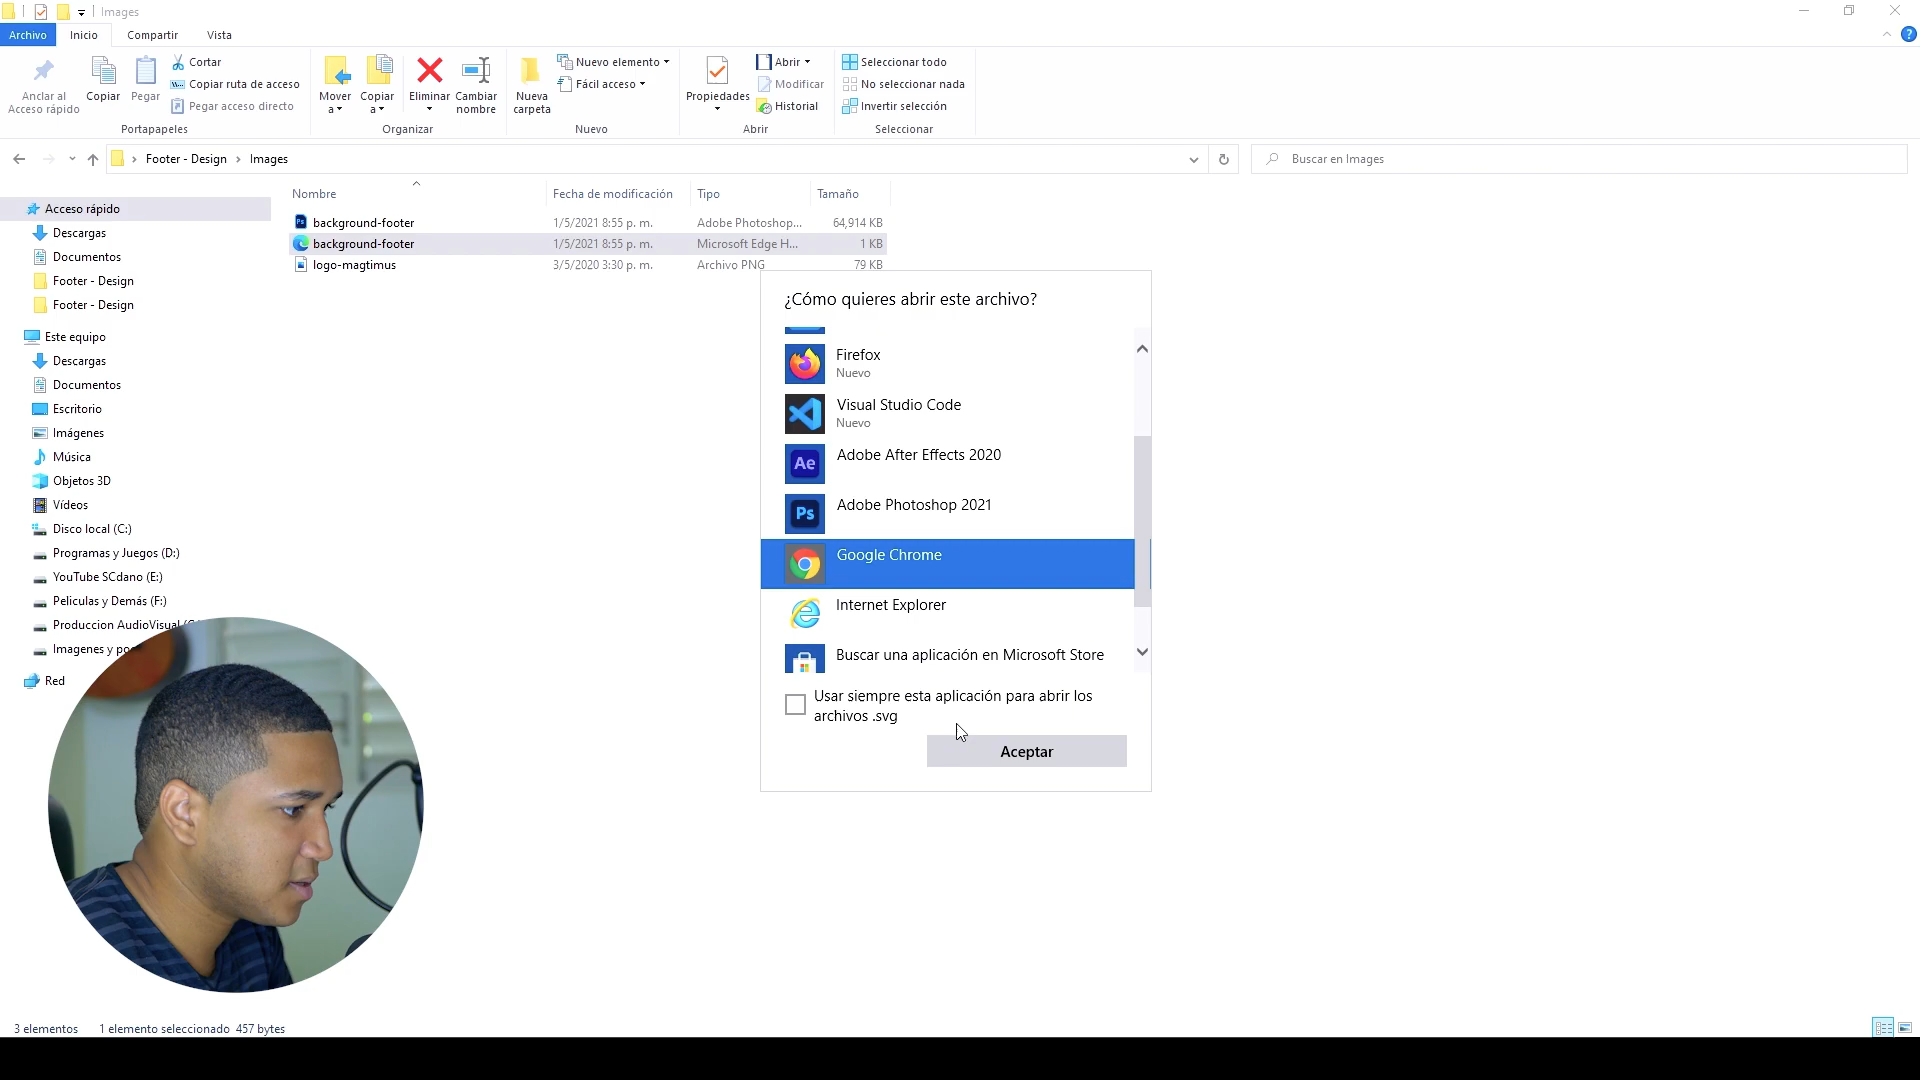 Images
Archivo
Inicio
Compartir
Vista
Anclar al
Acceso rápido
Copiar
Pegar
Cortar
Copiar ruta de acceso
Pegar acceso directo
Portapapeles
Mover
a
Copiar
a
Eliminar
Cambiar
nombre
Organizar
Nueva
carpeta
Nuevo elemento
Fácil acceso
Nuevo
Propiedades
Abrir
Modificar
Historial
Abrir
Seleccionar todo
No seleccionar nada
Invertir selección
Seleccionar
Footer - Design
Images
Buscar en Images
Nombre
Fecha de modificación
Tipo
Tamaño
background-footer 1/5/2021 8:55 p. m. Adobe Photoshop... 64,914 KB
background-footer 1/5/2021 8:55 p. m. Microsoft Edge H... 1 KB
logo-magtimus 3/5/2020 3:30 p. m. Archivo PNG 79 KB
Acceso rápido
Descargas
Documentos
Footer - Design
Footer - Design
Este equipo
Descargas
Documentos
Escritorio
Imágenes
Música
Objetos 3D
Vídeos
Disco local (C:)
Programas y Juegos (D:)
YouTube SCdano (E:)
Peliculas y Demás (F:)
Produccion AudioVisual
Imagenes y
Red
¿Cómo quieres abrir este archivo?
Firefox
Nuevo
Visual Studio Code
Nuevo
Ae
Adobe After Effects 2020
Ps
Adobe Photoshop 2021
Google Chrome
Internet Explorer
Buscar una aplicación en Microsoft Store
Usar siempre esta aplicación para abrir los
archivos .svg
Aceptar
3 elementos
1 elemento seleccionado 457 bytes